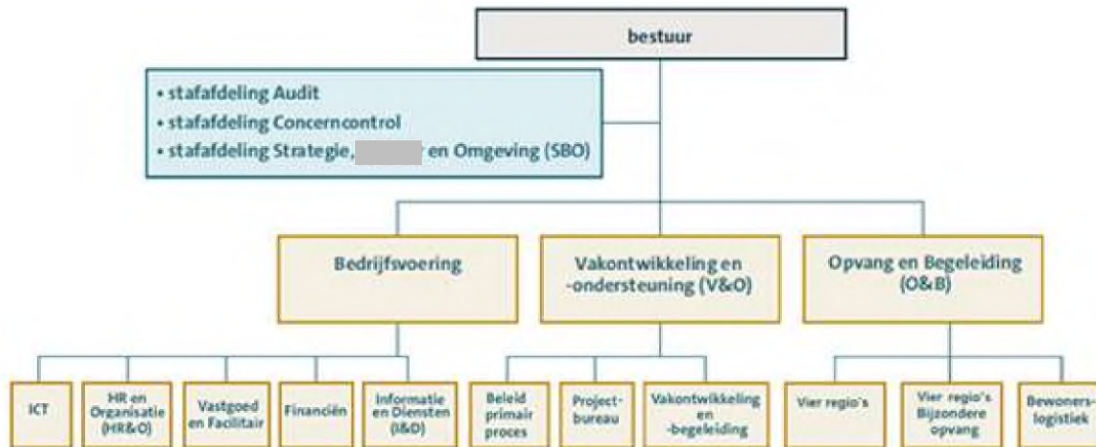 bestuur
• stafafdeling Audit
• stafafdeling Concerncontrol
• stafafdeling Strategie, en Omgeving (SBO)
Bedrijfsvoering
Vakontwikkeling en
-ondersteuning (V&O)
Opvang en Begeleiding
(O&B)
ICT
HR en
Organisatie
(HR&O)
Vastgoed
en Facilitair
Financiën
Informatie
en Diensten
(I&D)
Beleid
primair
proces
Project-
bureau
Vakontwikkeling
en
-begeleiding
Vier regio's
Vier regio's
Bijzondere
opvang
Bewoners-
logistiek